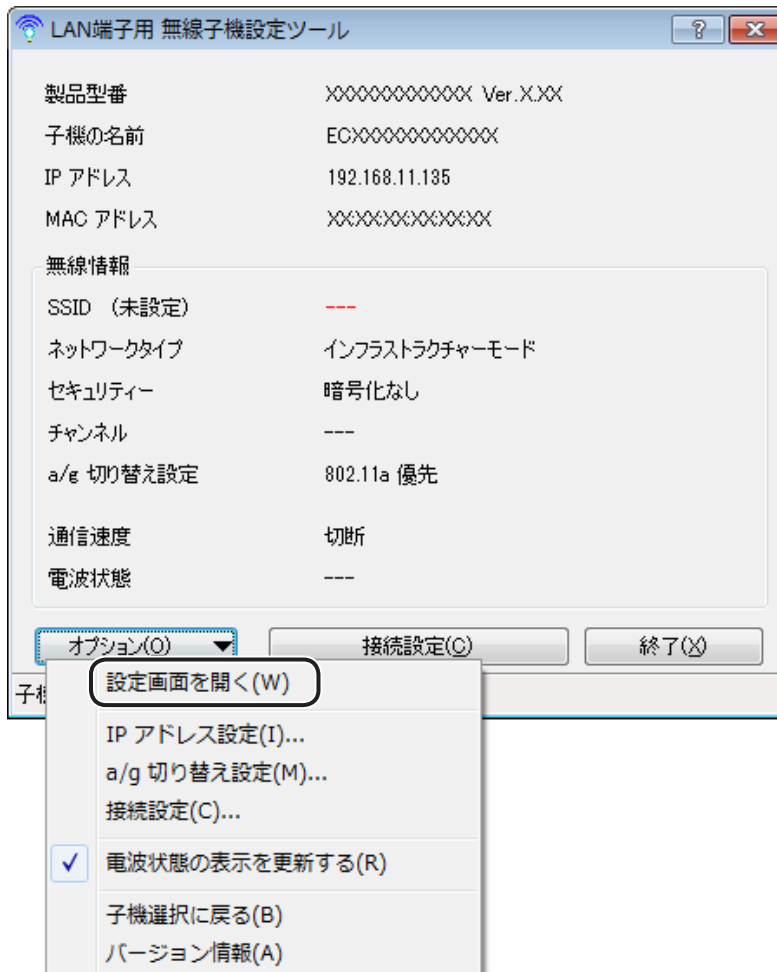 LAN端子用 無線子機設定ツール
製品型番 XXXXXXXXXXXX Ver.X.XX
子機の名前 ECXXXXXXXXXXXX
IP アドレス 192.168.11.135
MAC アドレス XX:XX:XX:XX:XX:XX
無線情報
SSID (未設定) ---
ネットワークタイプ インフラストラクチャーモード
セキュリティー 暗号化なし
チャンネル ---
a/g 切り替え設定 802.11a 優先
通信速度 切断
電波状態 ---
オプション(O) 接続設定(C) 終了(X)
子機
設定画面を開く(W)
IP アドレス設定(I)...
a/g 切り替え設定(M)...
接続設定(C)...
電波状態の表示を更新する(R)
子機選択に戻る(B)
バージョン情報(A)